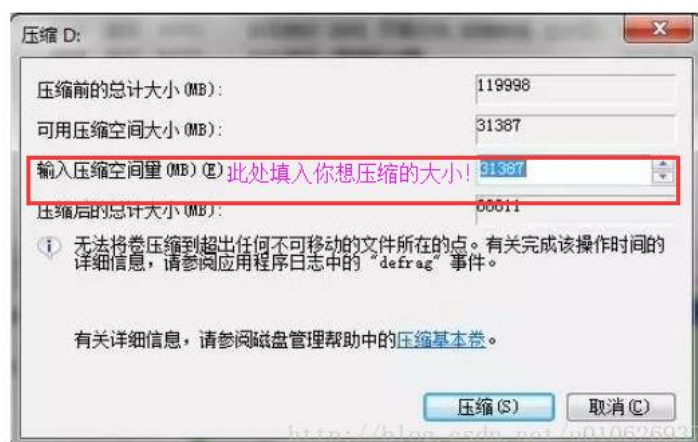 压缩 D:
压缩前的总计大小(MB): 119998
可用压缩空间大小(MB): 31387
输入压缩空间量(MB)(E) 此处填入你想压缩的大小! 31387
压缩后的总计大小(MB): 88611
无法将卷压缩到超出任何不可移动的文件所在的点。有关完成该操作时间的
详细信息，请参阅应用程序日志中的 "defrag" 事件。
有关详细信息，请参阅磁盘管理帮助中的压缩基本卷。
压缩(S) 取消(C)